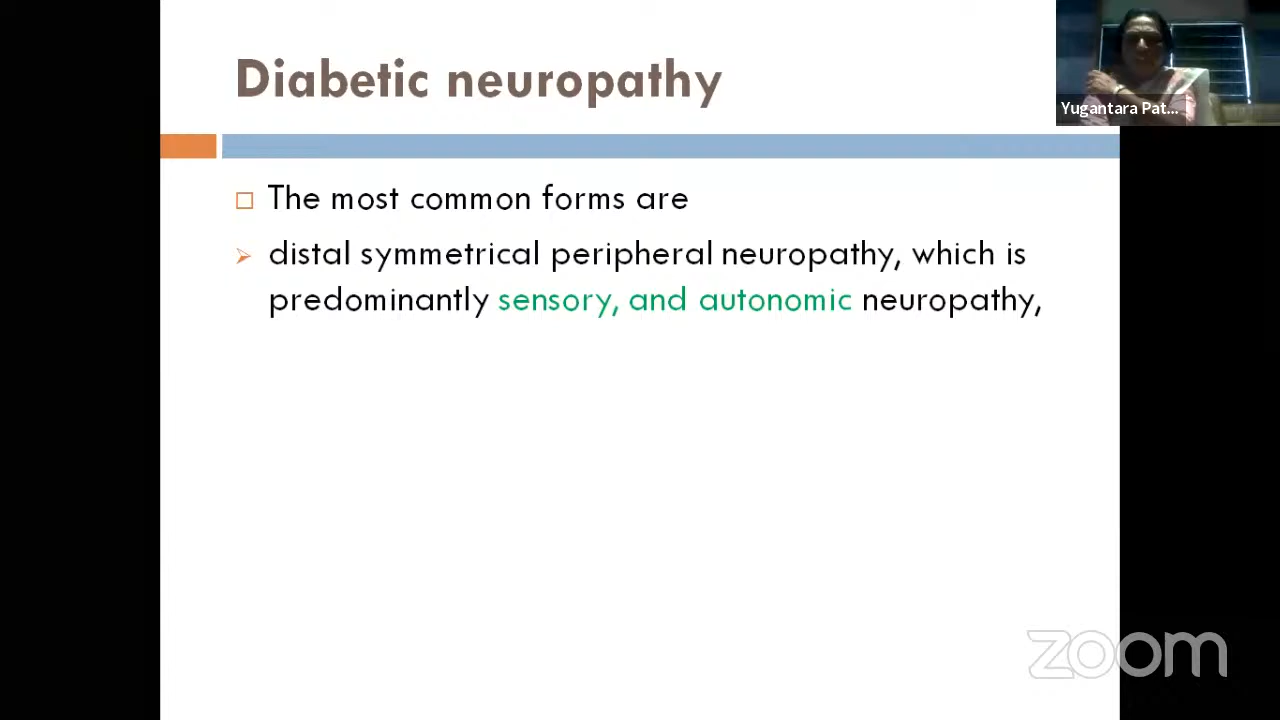 Diabetic neuropathy
Yugantara Pat...
The most common forms are
distal symmetrical peripheral neuropathy, which is
predominantly sensory, and autonomic neuropathy,
zoom